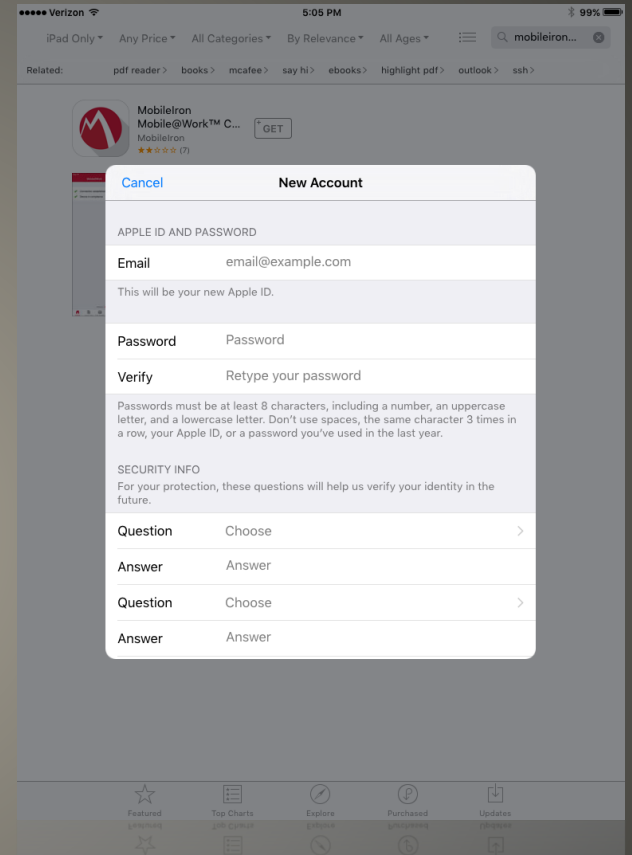 Verizon 5:05 PM 99%
iPad Only ▾ Any Price ▾ All Categories ▾ By Relevance ▾ All Ages ▾ mobileiron...
Related: pdf reader > books > mcafee > say hi > ebooks > highlight pdf > outlook > ssh >
MobileIron
Mobile@Work™ C...
+ GET
MobileIron
★★☆☆☆ (7)
Cancel New Account
APPLE ID AND PASSWORD
Email email@example.com
This will be your new Apple ID.
Password Password
Verify Retype your password
Passwords must be at least 8 characters, including a number, an uppercase
letter, and a lowercase letter. Don't use spaces, the same character 3 times in
a row, your Apple ID, or a password you've used in the last year.
SECURITY INFO
For your protection, these questions will help us verify your identity in the
future.
Question Choose >
Answer Answer
Question Choose >
Answer Answer
Featured Top Charts Explore Purchased Updates